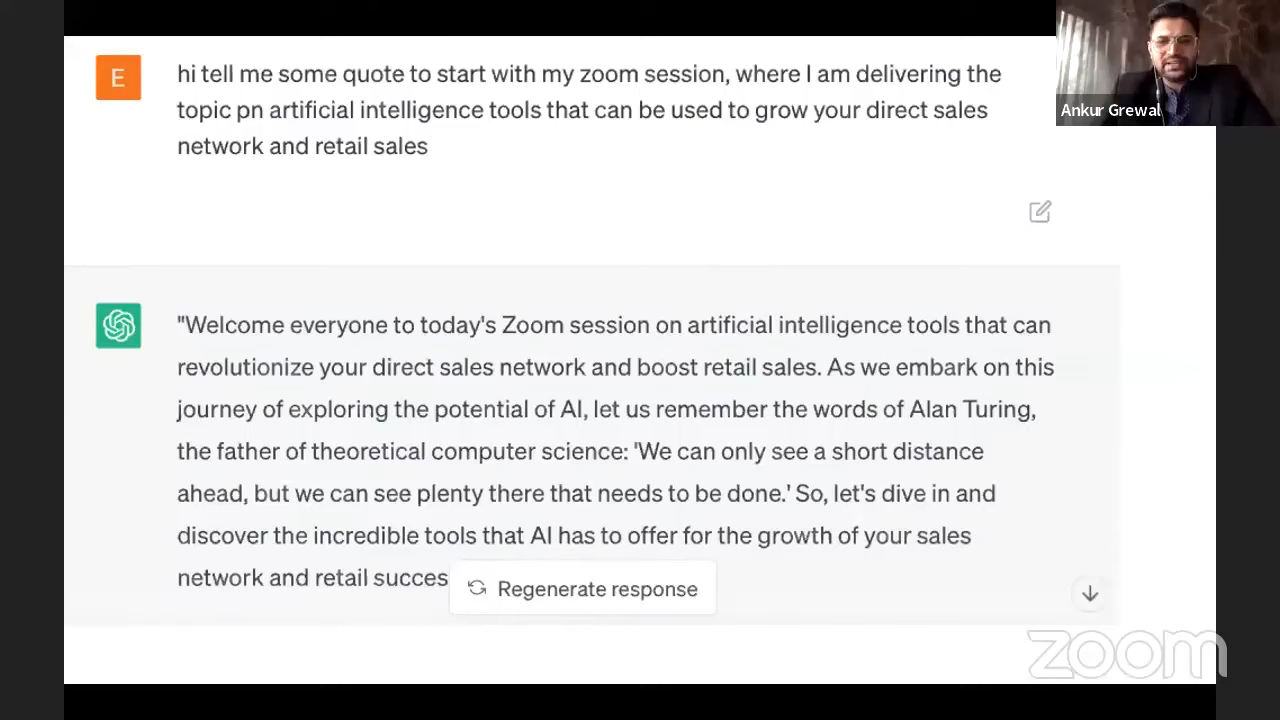 E
hi tell me some quote to start with my zoom session, where I am delivering the
topic pn artificial intelligence tools that can be used to grow your direct sales
network and retail sales
Ankur Grewal
"Welcome everyone to today's Zoom session on artificial intelligence tools that can
revolutionize your direct sales network and boost retail sales. As we embark on this
journey of exploring the potential of AI, let us remember the words of Alan Turing,
the father of theoretical computer science: 'We can only see a short distance
ahead, but we can see plenty there that needs to be done.' So, let's dive in and
discover the incredible tools that AI has to offer for the growth of your sales
network and retail succes
Regenerate response
zoom